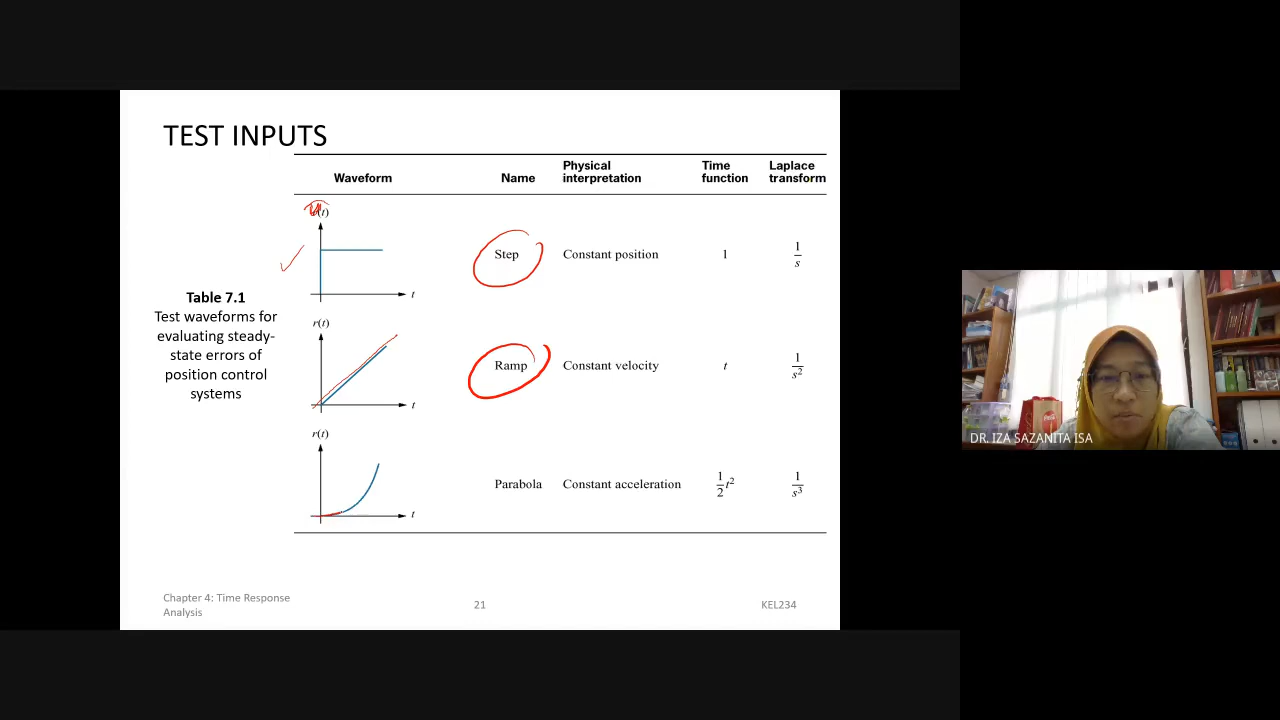 TEST INPUTS
Waveform
Name
Physical
interpretation
Time
function
Laplace
transform
(t)
t
Step
Constant position
1
1/s
Table 7.1
Test waveforms for
evaluating steady-
state errors of
position control
systems
r(t)
t
Ramp
Constant velocity
t
1/s²
r(t)
t
Parabola
Constant acceleration
1/2 t²
1/s³
Chapter 4: Time Response
Analysis
21
KEL234
DR. IZA SAZANITA ISA